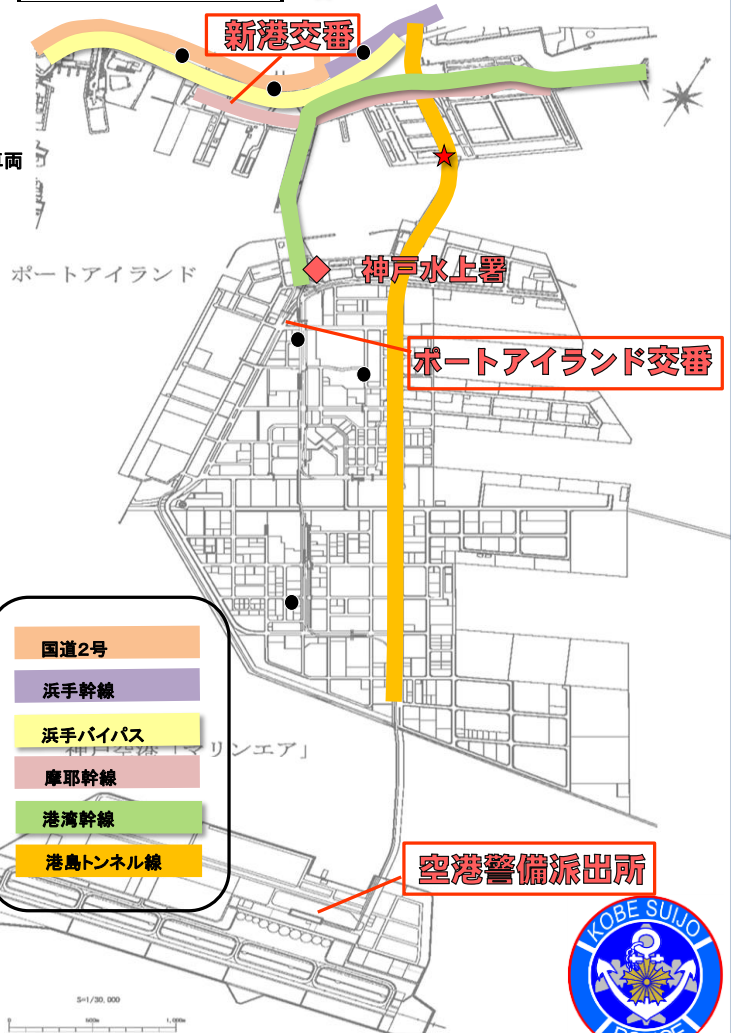 新港交番
両
ポートアイランド
神戸水上署
ポートアイランド交番
国道2号
浜手幹線
浜手バイパス
神戸空港「マリンエア」
摩耶幹線
港湾幹線
港島トンネル線
空港警備派出所
KOBE SUIJO
S=1/30,000
0
500m
1,000m